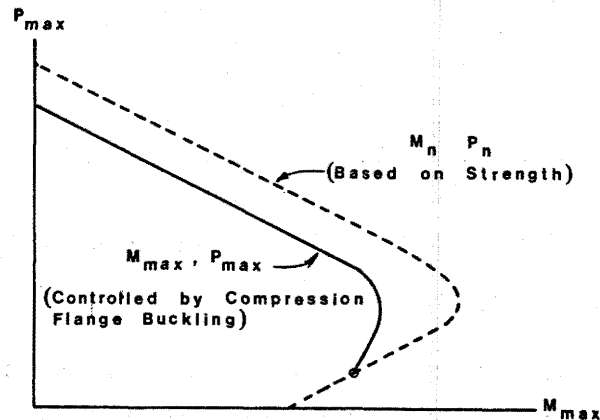 Pmax
Mn Pn
(Based on Strength)
Mmax, Pmax
(Controlled by Compression
Flange Buckling)
Mmax